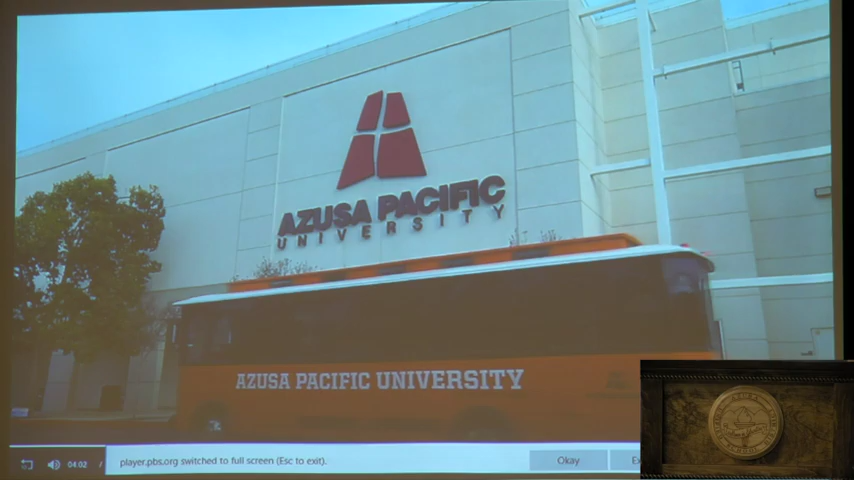 AZUSA PACIFIC
UNIVERSITY
AZUSA PACIFIC UNIVERSITY
04:02 /
player.pbs.org switched to full screen (Esc to exit).
Okay